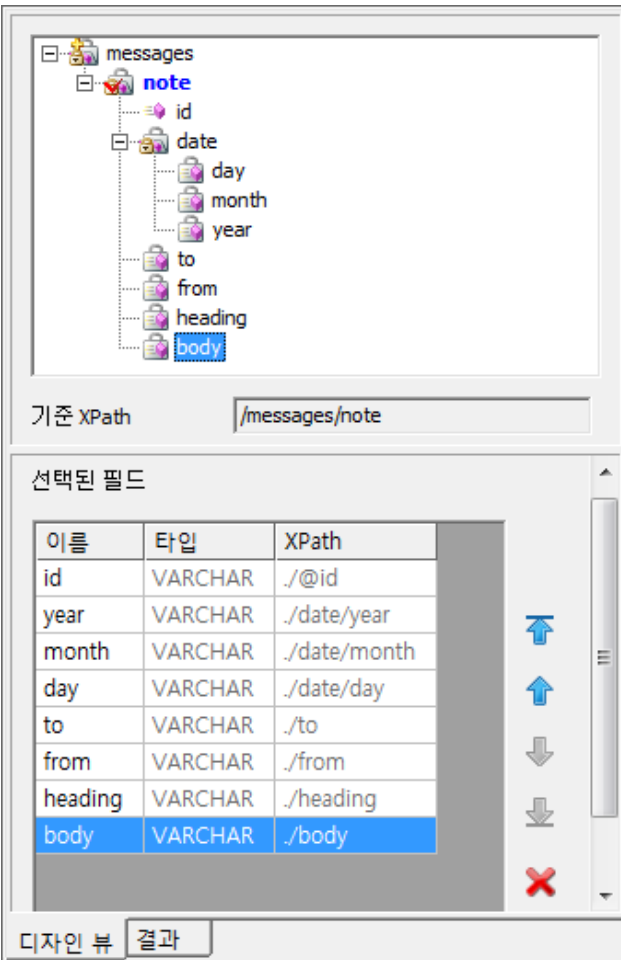 messages
note
id
date
day
month
year
to
from
heading
body
기준 XPath /messages/note
선택된 필드
이름 타입 XPath
id VARCHAR ./@id
year VARCHAR ./date/year
month VARCHAR ./date/month
day VARCHAR ./date/day
to VARCHAR ./to
from VARCHAR ./from
heading VARCHAR ./heading
body VARCHAR ./body
디자인 뷰 결과